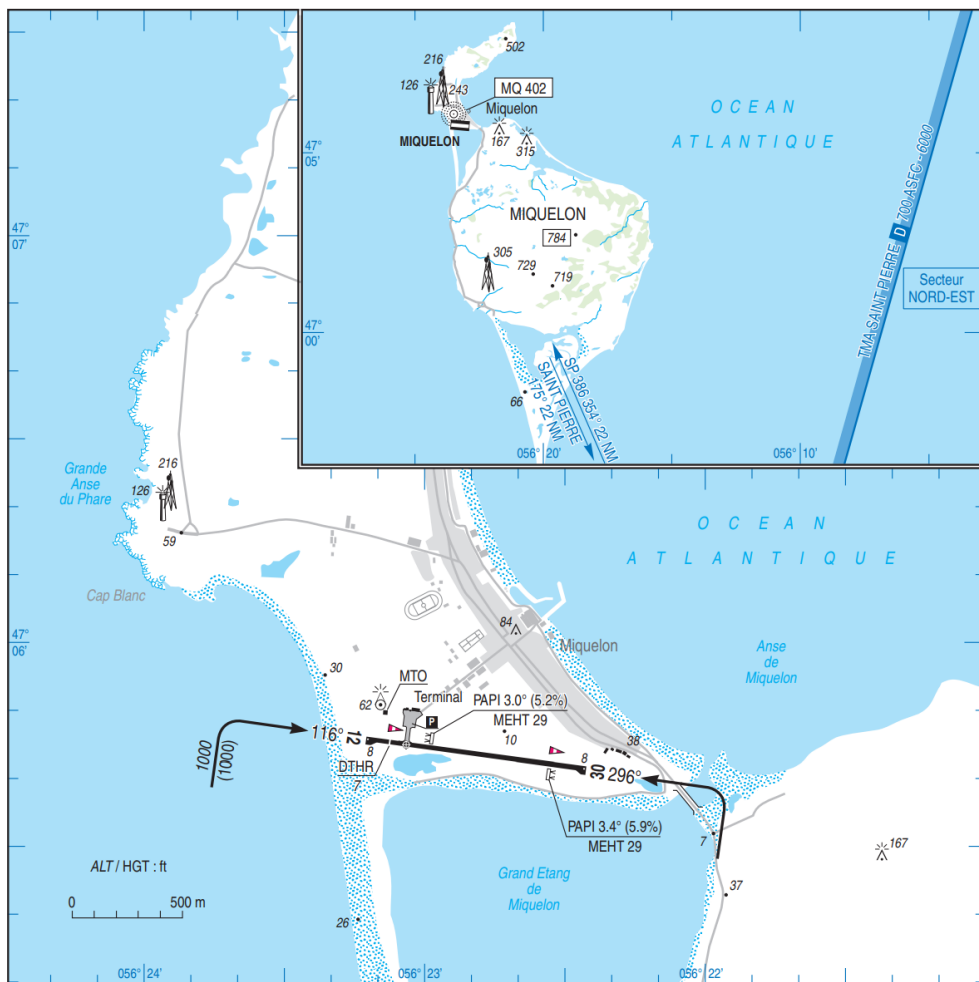 502
216
126
243
MQ 402
Miquelon
MIQUELON
167
315
OCEAN
ATLANTIQUE
47°
05'
MIQUELON
784
305
729
719
47°
07'
TMA SAINT PIERRE D 700 ASFC - 6000
Secteur
NORD-EST
47°
00'
66
SP 386 354° 22 NM
SAINT PIERRE
175° 22 NM
056° 20'
056° 10'
Grande
Anse
du Phare
216
126
59
Cap Blanc
OCEAN
ATLANTIQUE
47°
06'
84
Miquelon
Anse
de
Miquelon
30
MTO
62
Terminal
P
PAPI 3.0° (5.2%)
MEHT 29
10
38
1000
(1000)
116°
12
8
DTHR
7
8
30
296°
PAPI 3.4° (5.9%)
MEHT 29
7
167
ALT / HGT : ft
0
500 m
Grand Etang
de
Miquelon
37
26
056° 24'
056° 23'
056° 22'